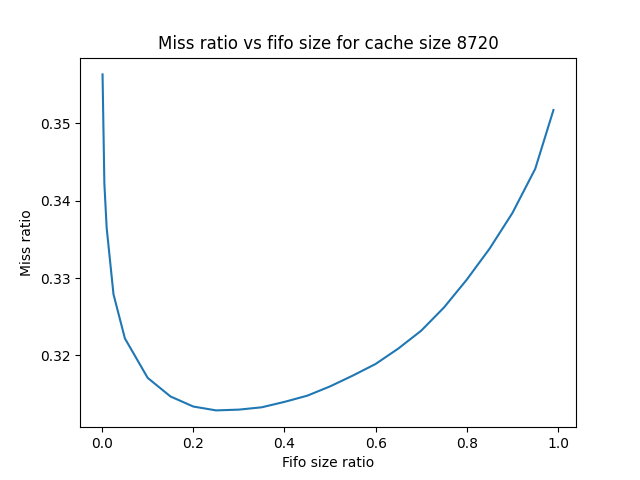 Miss ratio vs fifo size for cache size 8720
Miss ratio
0.35
0.34
0.33
0.32
0.0 0.2 0.4 0.6 0.8 1.0
Fifo size ratio